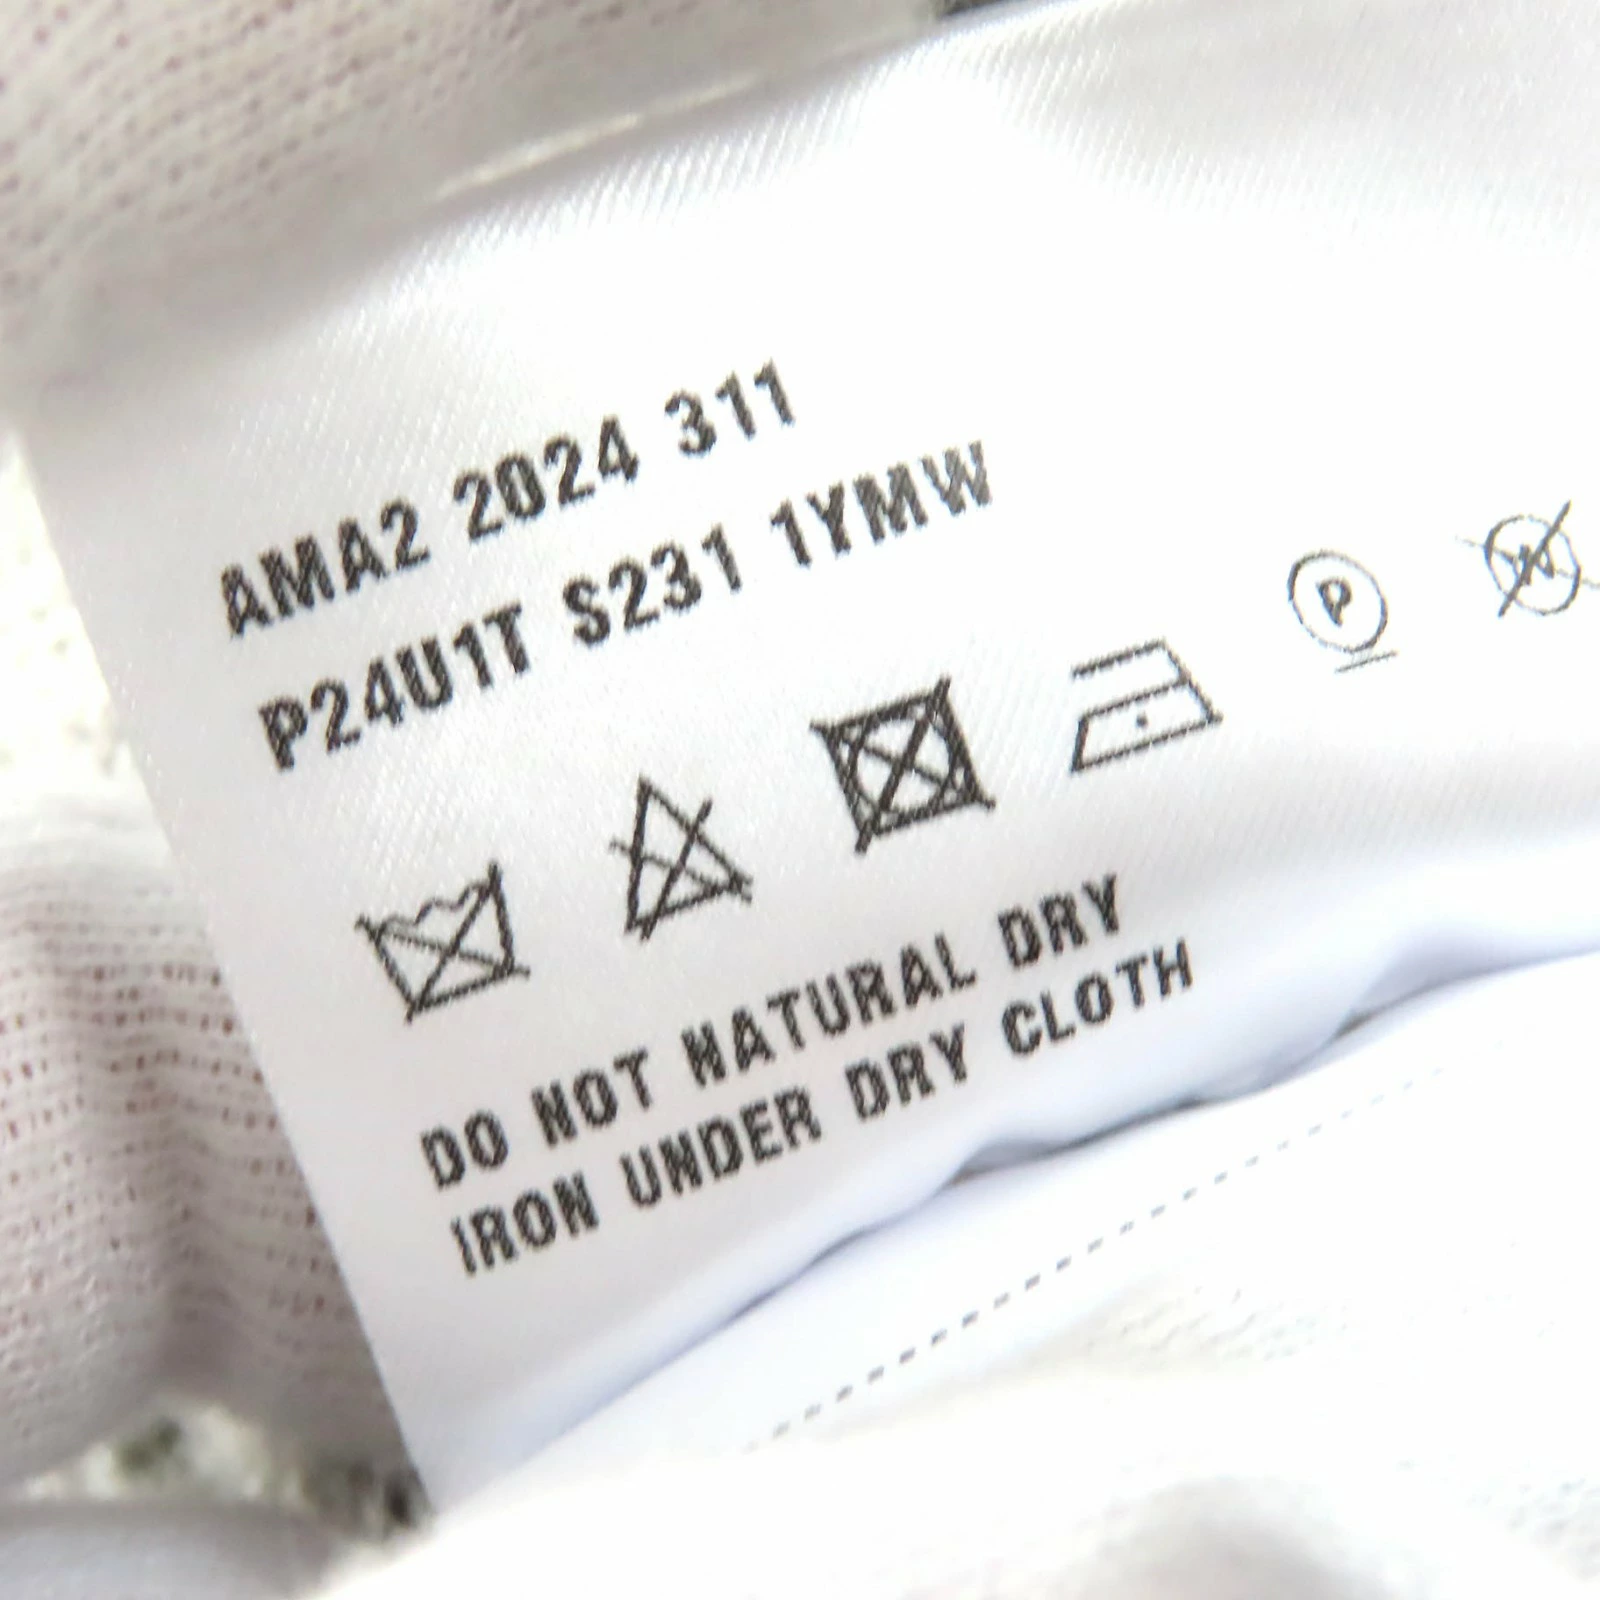 AMA2 2024 311
P24U1T S231 1YMW
P W
DO NOT NATURAL DRY
IRON UNDER DRY CLOTH